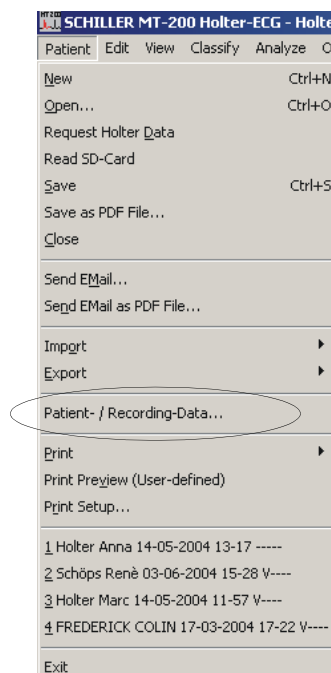 MT-200
SCHILLER MT-200 Holter-ECG - Holte
Patient Edit View Classify Analyze
New Ctrl+N
Open... Ctrl+O
Request Holter Data
Read SD-Card
Save Ctrl+S
Save as PDF File...
Close
Send EMail...
Send EMail as PDF File...
Import
Export
Patient- / Recording-Data...
Print
Print Preview (User-defined)
Print Setup...
1 Holter Anna 14-05-2004 13-17 -----
2 Schöps Renè 03-06-2004 15-28 V----
3 Holter Marc 14-05-2004 11-57 V----
4 FREDERICK COLIN 17-03-2004 17-22 V----
Exit